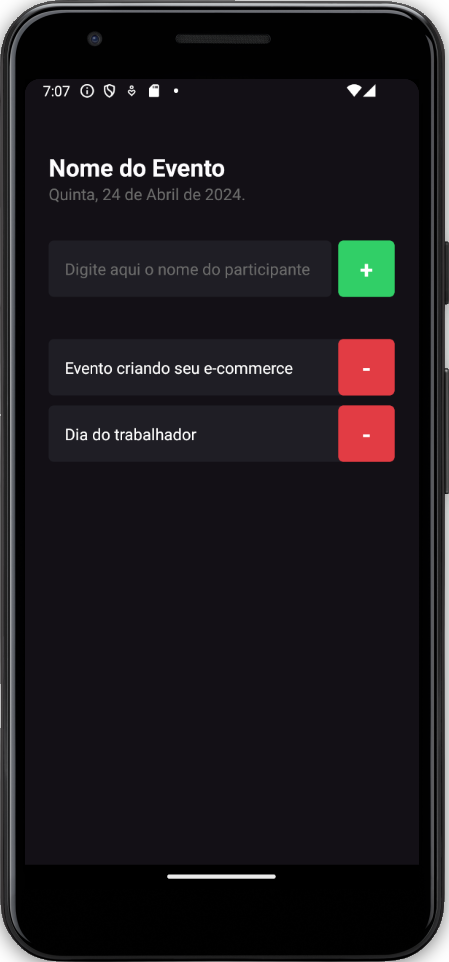 7:07
Nome do Evento
Quinta, 24 de Abril de 2024.
Digite aqui o nome do participante
+
Evento criando seu e-commerce
-
Dia do trabalhador
-